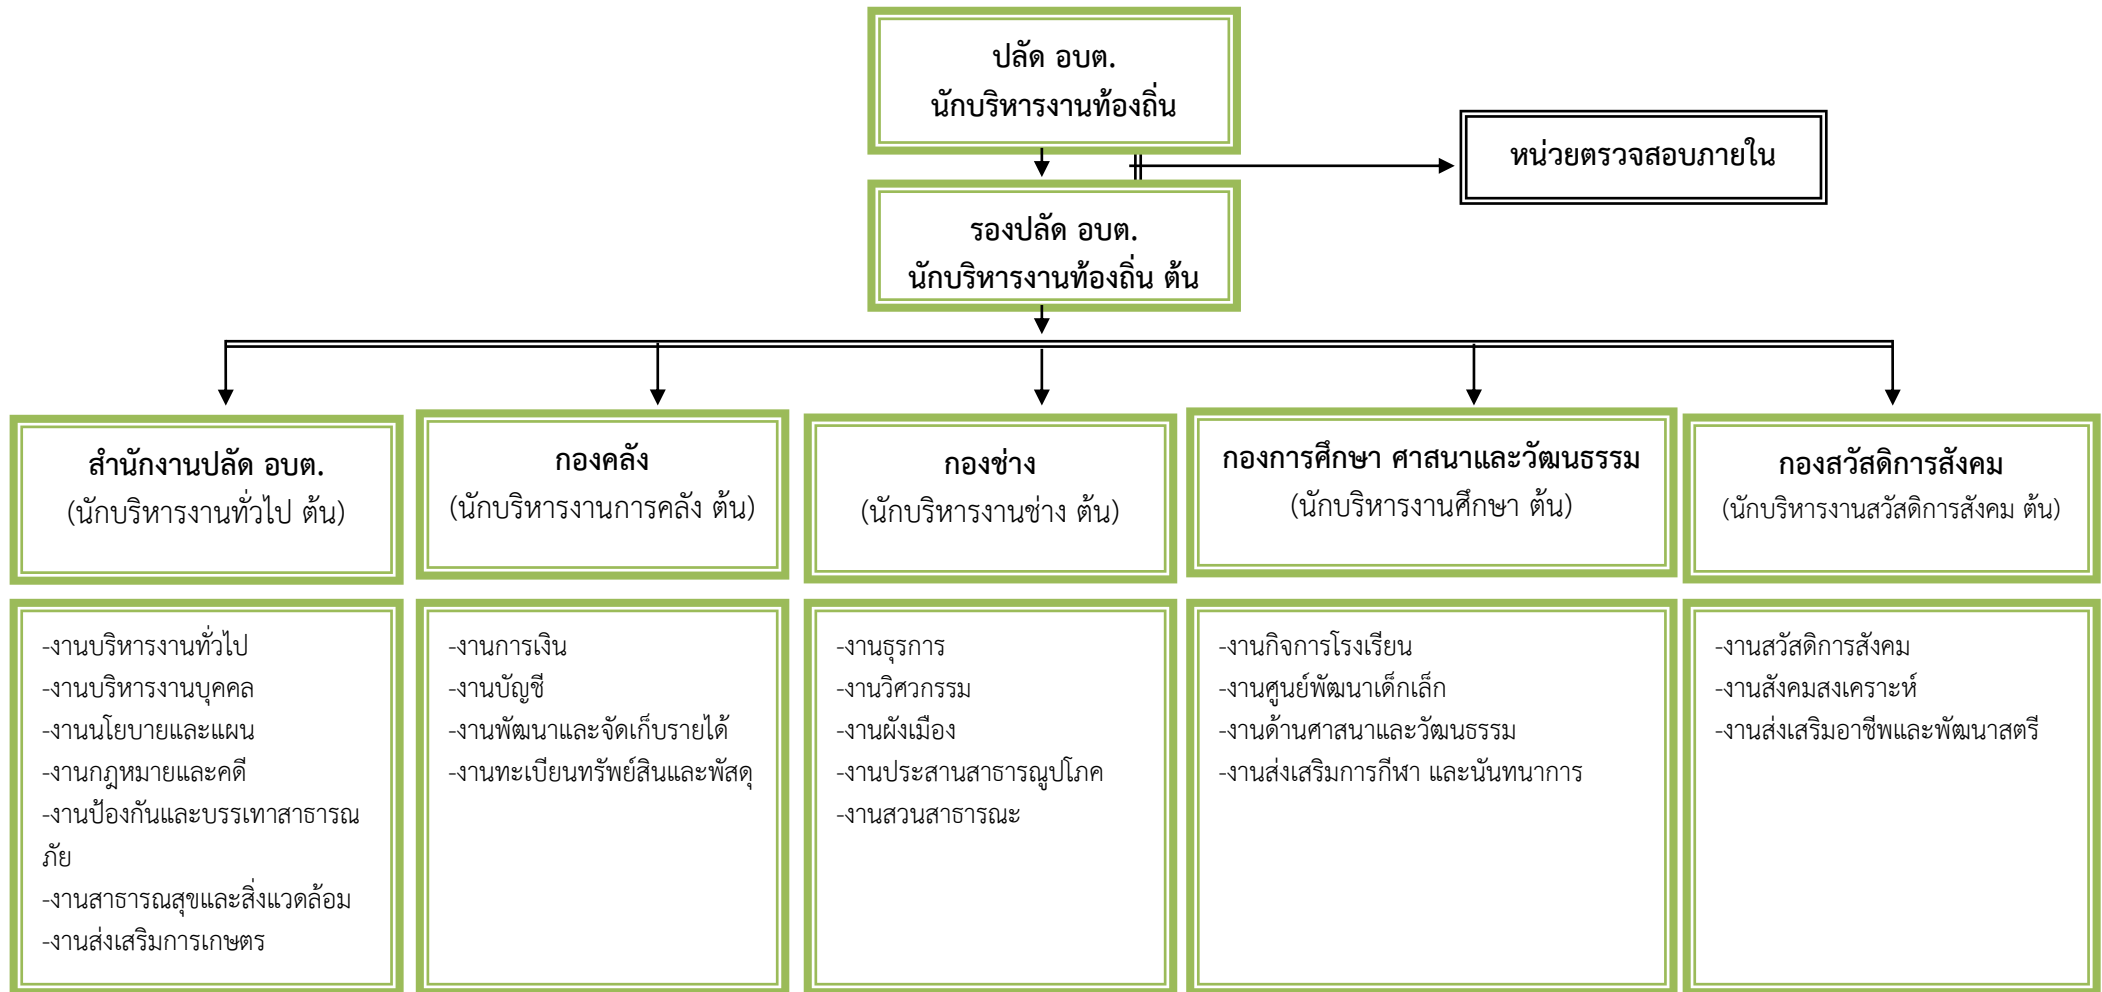 ปลัด อบต.
นักบริหารงานท้องถิ่น
หน่วยตรวจสอบภายใน
รองปลัด อบต.
นักบริหารงานท้องถิ่น ต้น
สำนักงานปลัด อบต.
(นักบริหารงานทั่วไป ต้น)
กองคลัง
(นักบริหารงานการคลัง ต้น)
กองช่าง
(นักบริหารงานช่าง ต้น)
กองการศึกษา ศาสนาและวัฒนธรรม
(นักบริหารงานศึกษา ต้น)
กองสวัสดิการสังคม
(นักบริหารงานสวัสดิการสังคม ต้น)
-งานบริหารงานทั่วไป
-งานบริหารงานบุคคล
-งานนโยบายและแผน
-งานกฎหมายและคดี
-งานป้องกันและบรรเทาสาธารณ
ภัย
-งานสาธารณสุขและสิ่งแวดล้อม
-งานส่งเสริมการเกษตร
-งานการเงิน
-งานบัญชี
-งานพัฒนาและจัดเก็บรายได้
-งานทะเบียนทรัพย์สินและพัสดุ
-งานธุรการ
-งานวิศวกรรม
-งานผังเมือง
-งานประสานสาธารณูปโภค
-งานสวนสาธารณะ
-งานกิจการโรงเรียน
-งานศูนย์พัฒนาเด็กเล็ก
-งานด้านศาสนาและวัฒนธรรม
-งานส่งเสริมการกีฬา และนันทนาการ
-งานสวัสดิการสังคม
-งานสังคมสงเคราะห์
-งานส่งเสริมอาชีพและพัฒนาสตรี